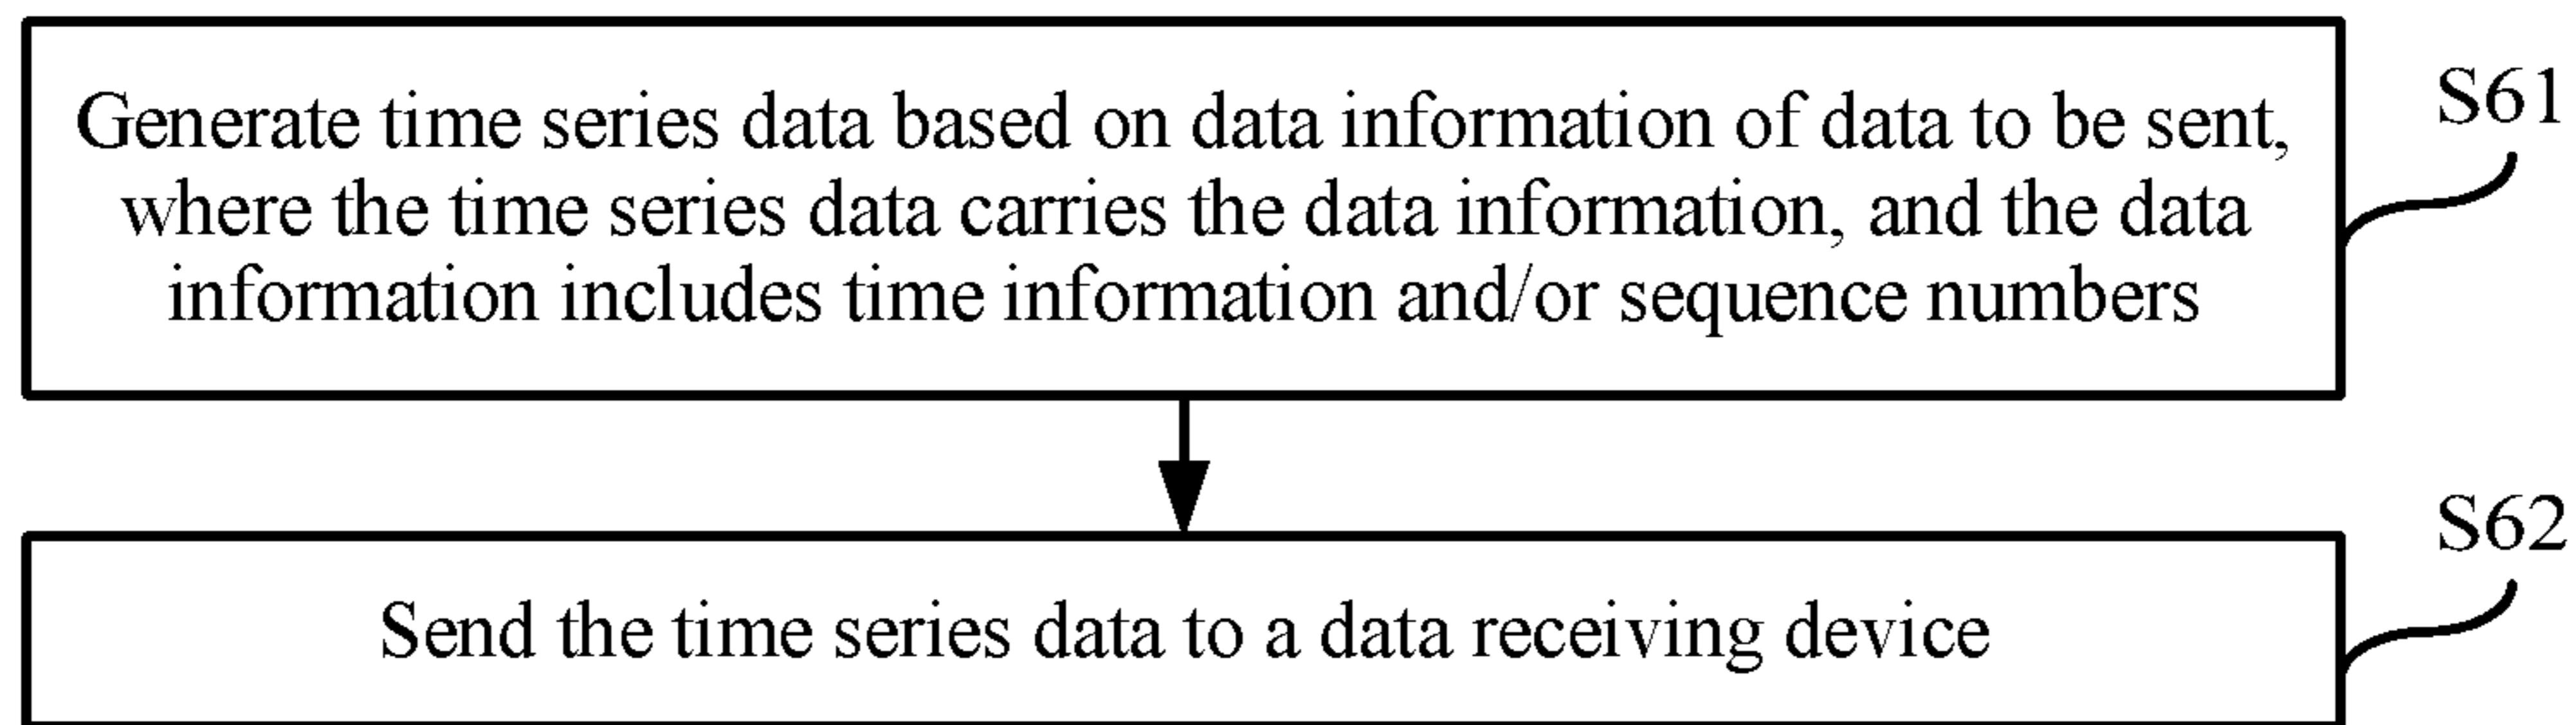 Generate time series data based on data information of data to be sent,
where the time series data carries the data information, and the data
information includes time information and/or sequence numbers
S61
Send the time series data to a data receiving device
S62